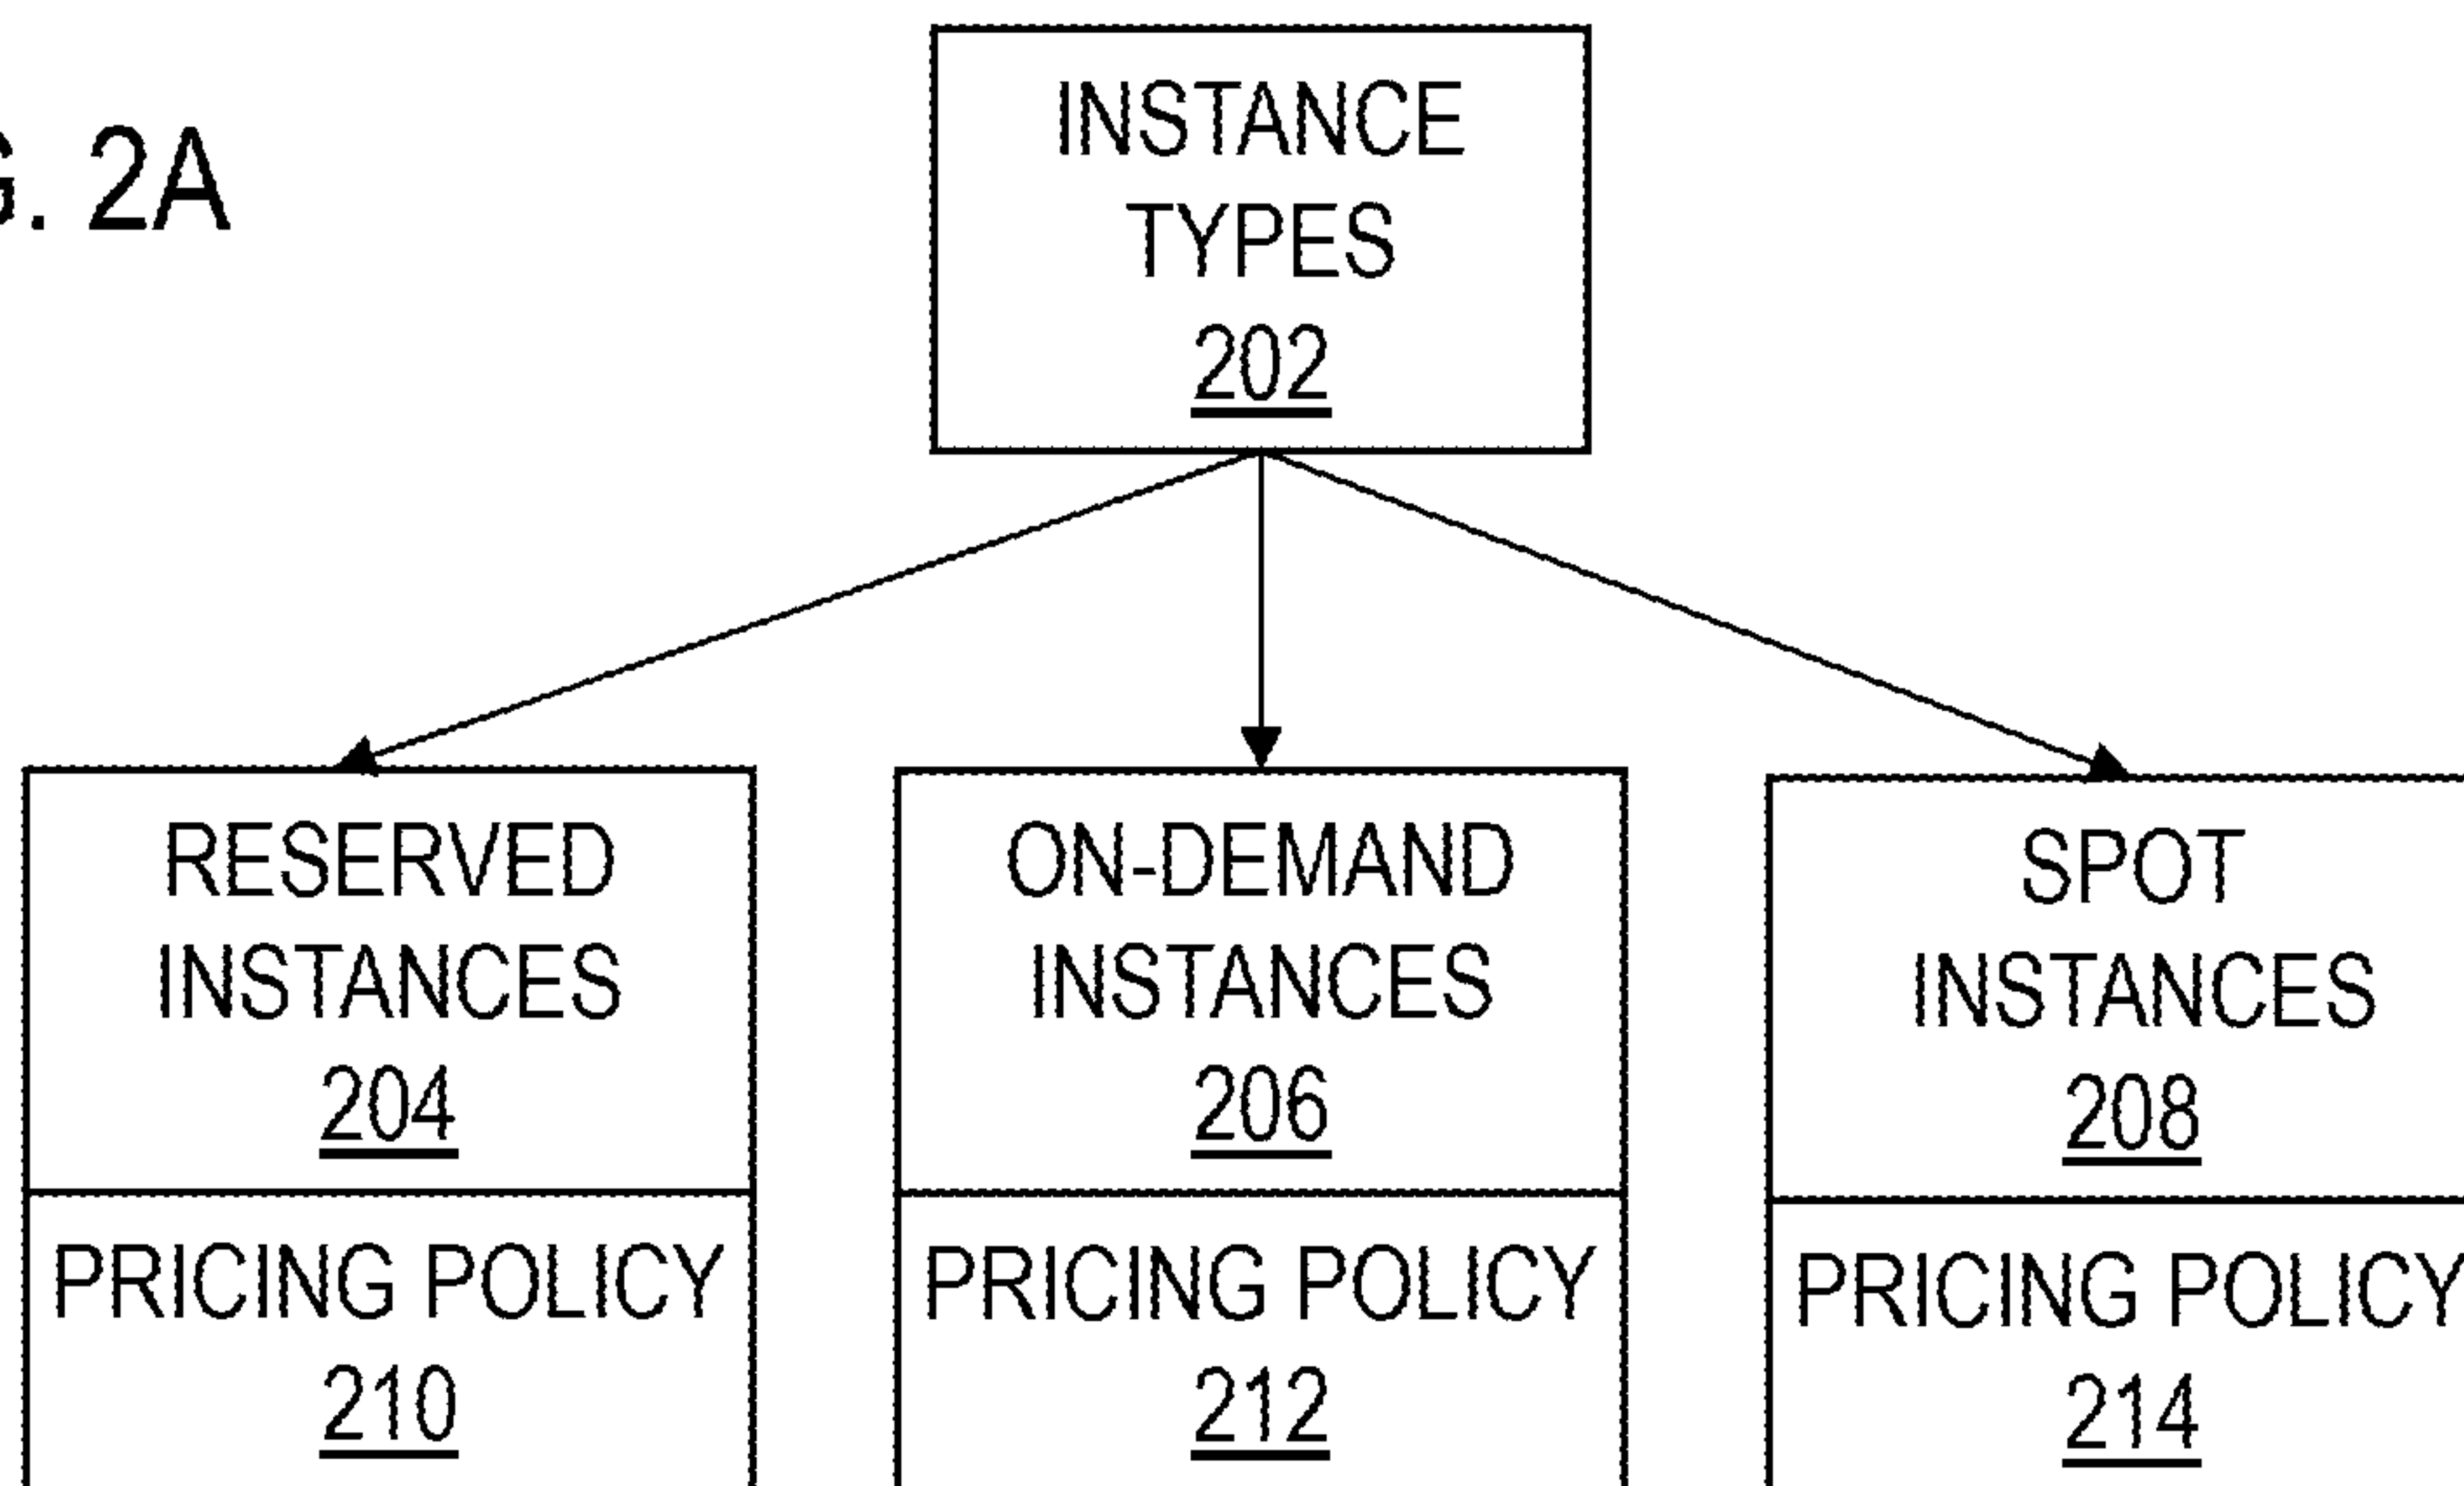 G. 2A
INSTANCE
TYPES
202
RESERVED
INSTANCES
204
PRICING POLICY
210
ON-DEMAND
INSTANCES
206
PRICING POLICY
212
SPOT
INSTANCES
208
PRICING POLICY
214